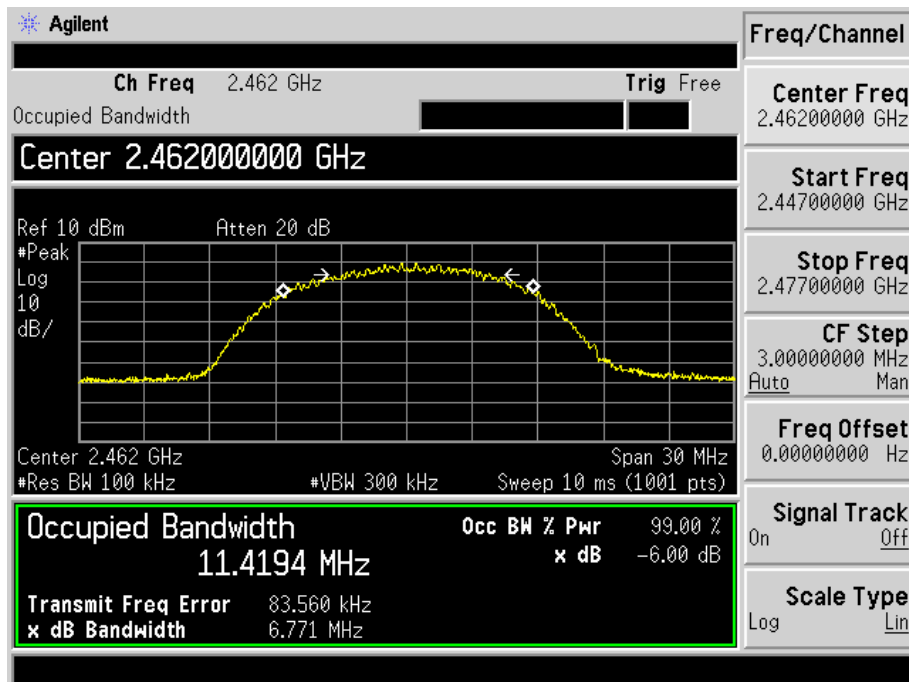 Agilent
Freq/Channel
Ch Freq 2.462 GHz Trig Free
Occupied Bandwidth
Center 2.462000000 GHz
Ref 10 dBm Atten 20 dB
#Peak
Log
10
dB/
Center 2.462 GHz Span 30 MHz
#Res BW 100 kHz #VBW 300 kHz Sweep 10 ms (1001 pts)
Occupied Bandwidth
11.4194 MHz
Occ BW % Pwr 99.00 %
x dB -6.00 dB
Transmit Freq Error 83.560 kHz
x dB Bandwidth 6.771 MHz
Center Freq
2.46200000 GHz
Start Freq
2.44700000 GHz
Stop Freq
2.47700000 GHz
CF Step
3.00000000 MHz
Auto Man
Freq Offset
0.00000000 Hz
Signal Track
On Off
Scale Type
Log Lin